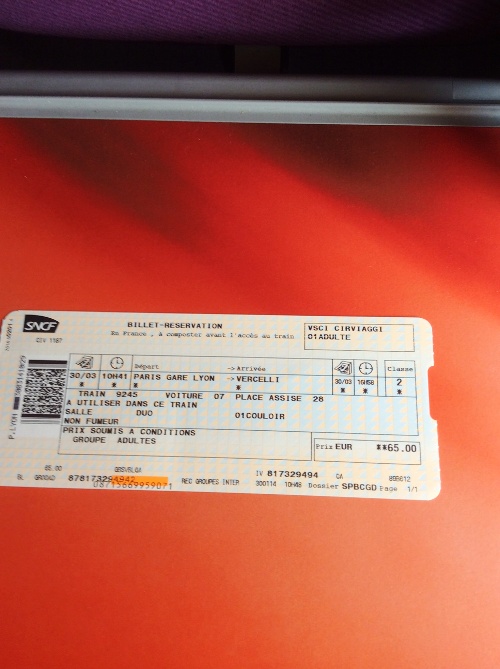 SNCF
CIV 1187
BILLET-RESERVATION
En France , à composter avant l'accès au train
VSCI CIRVIAGGI
01ADULTE
Départ ->Arrivée Classe
30/03 10H41 PARIS GARE LYON ->VERCELLI 30/03 16H58 2
* * * * * * *
TRAIN 9245 VOITURE 07 PLACE ASSISE 28
A UTILISER DANS CE TRAIN
SALLE DUO 01COULOIR
NON FUMEUR
PRIX SOUMIS A CONDITIONS
GROUPE ADULTES
Prix EUR **65.00
REC GROUPES INTER
IV 817329494
300114 10H48 Dossier SPBCGD Page 1/1